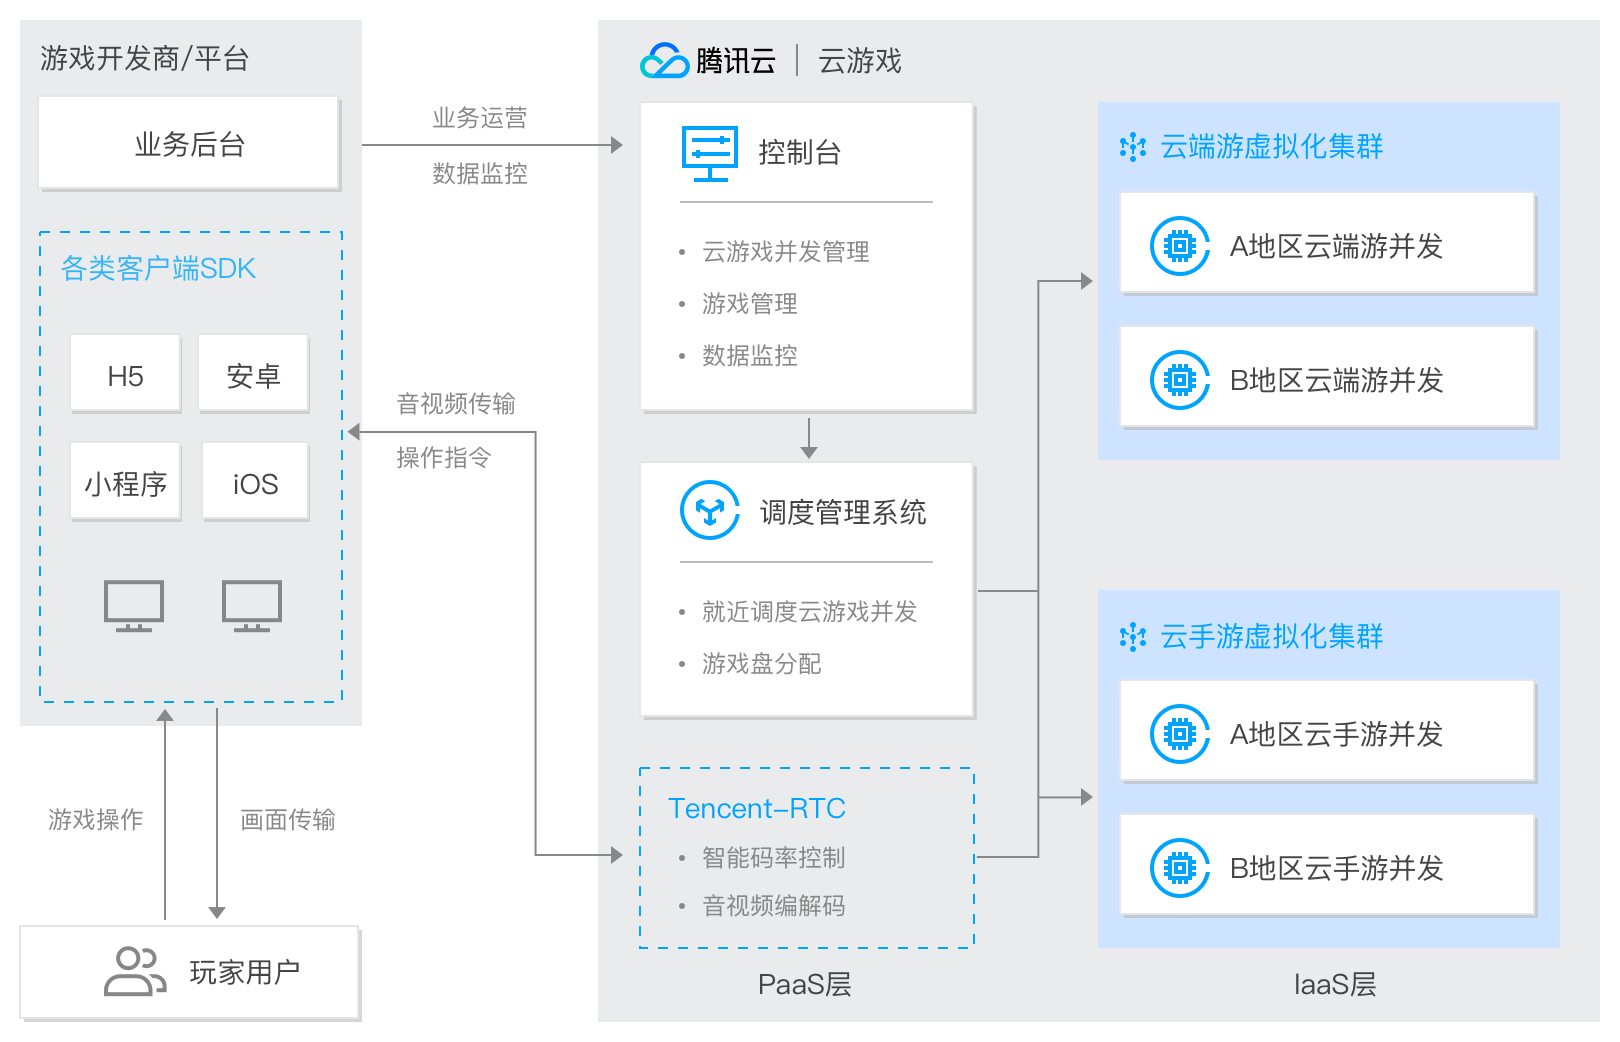 游戏开发商/平台
业务后台
各类客户端SDK
H5
安卓
小程序
iOS
游戏操作
画面传输
玩家用户
业务运营
数据监控
音视频传输
操作指令
腾讯云 | 云游戏
控制台
• 云游戏并发管理
• 游戏管理
• 数据监控
调度管理系统
• 就近调度云游戏并发
• 游戏盘分配
Tencent-RTC
• 智能码率控制
• 音视频编解码
PaaS层
云端游虚拟化集群
A地区云端游并发
B地区云端游并发
云手游虚拟化集群
A地区云手游并发
B地区云手游并发
IaaS层